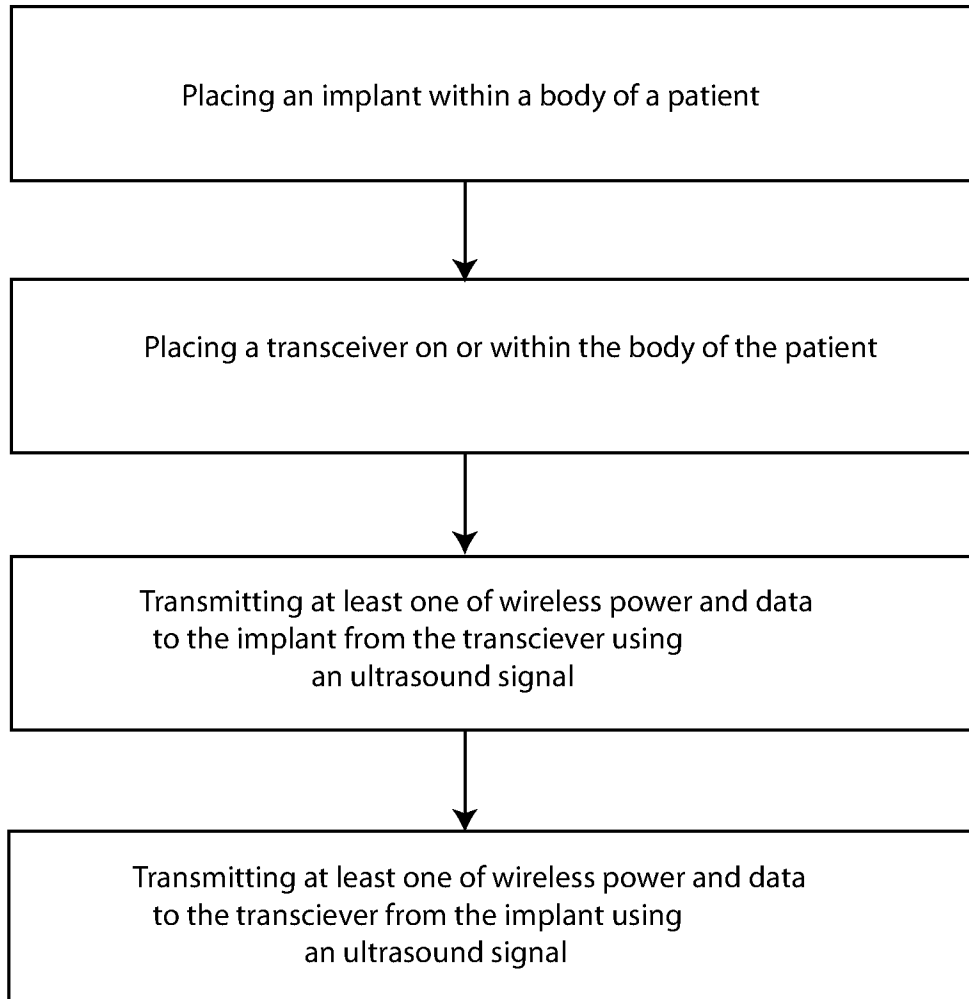 Placing an implant within a body of a patient
Placing a transceiver on or within the body of the patient
Transmitting at least one of wireless power and data
to the implant from the transciever using
an ultrasound signal
Transmitting at least one of wireless power and data
to the transciever from the implant using
an ultrasound signal